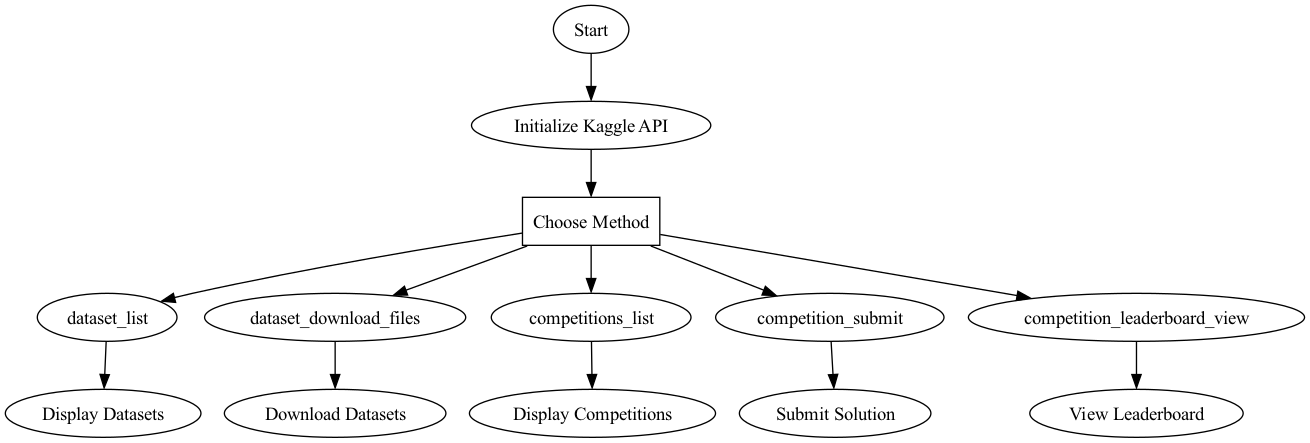 Start
Initialize Kaggle API
Choose Method
dataset_list
dataset_download_files
competitions_list
competition_submit
competition_leaderboard_view
Display Datasets
Download Datasets
Display Competitions
Submit Solution
View Leaderboard